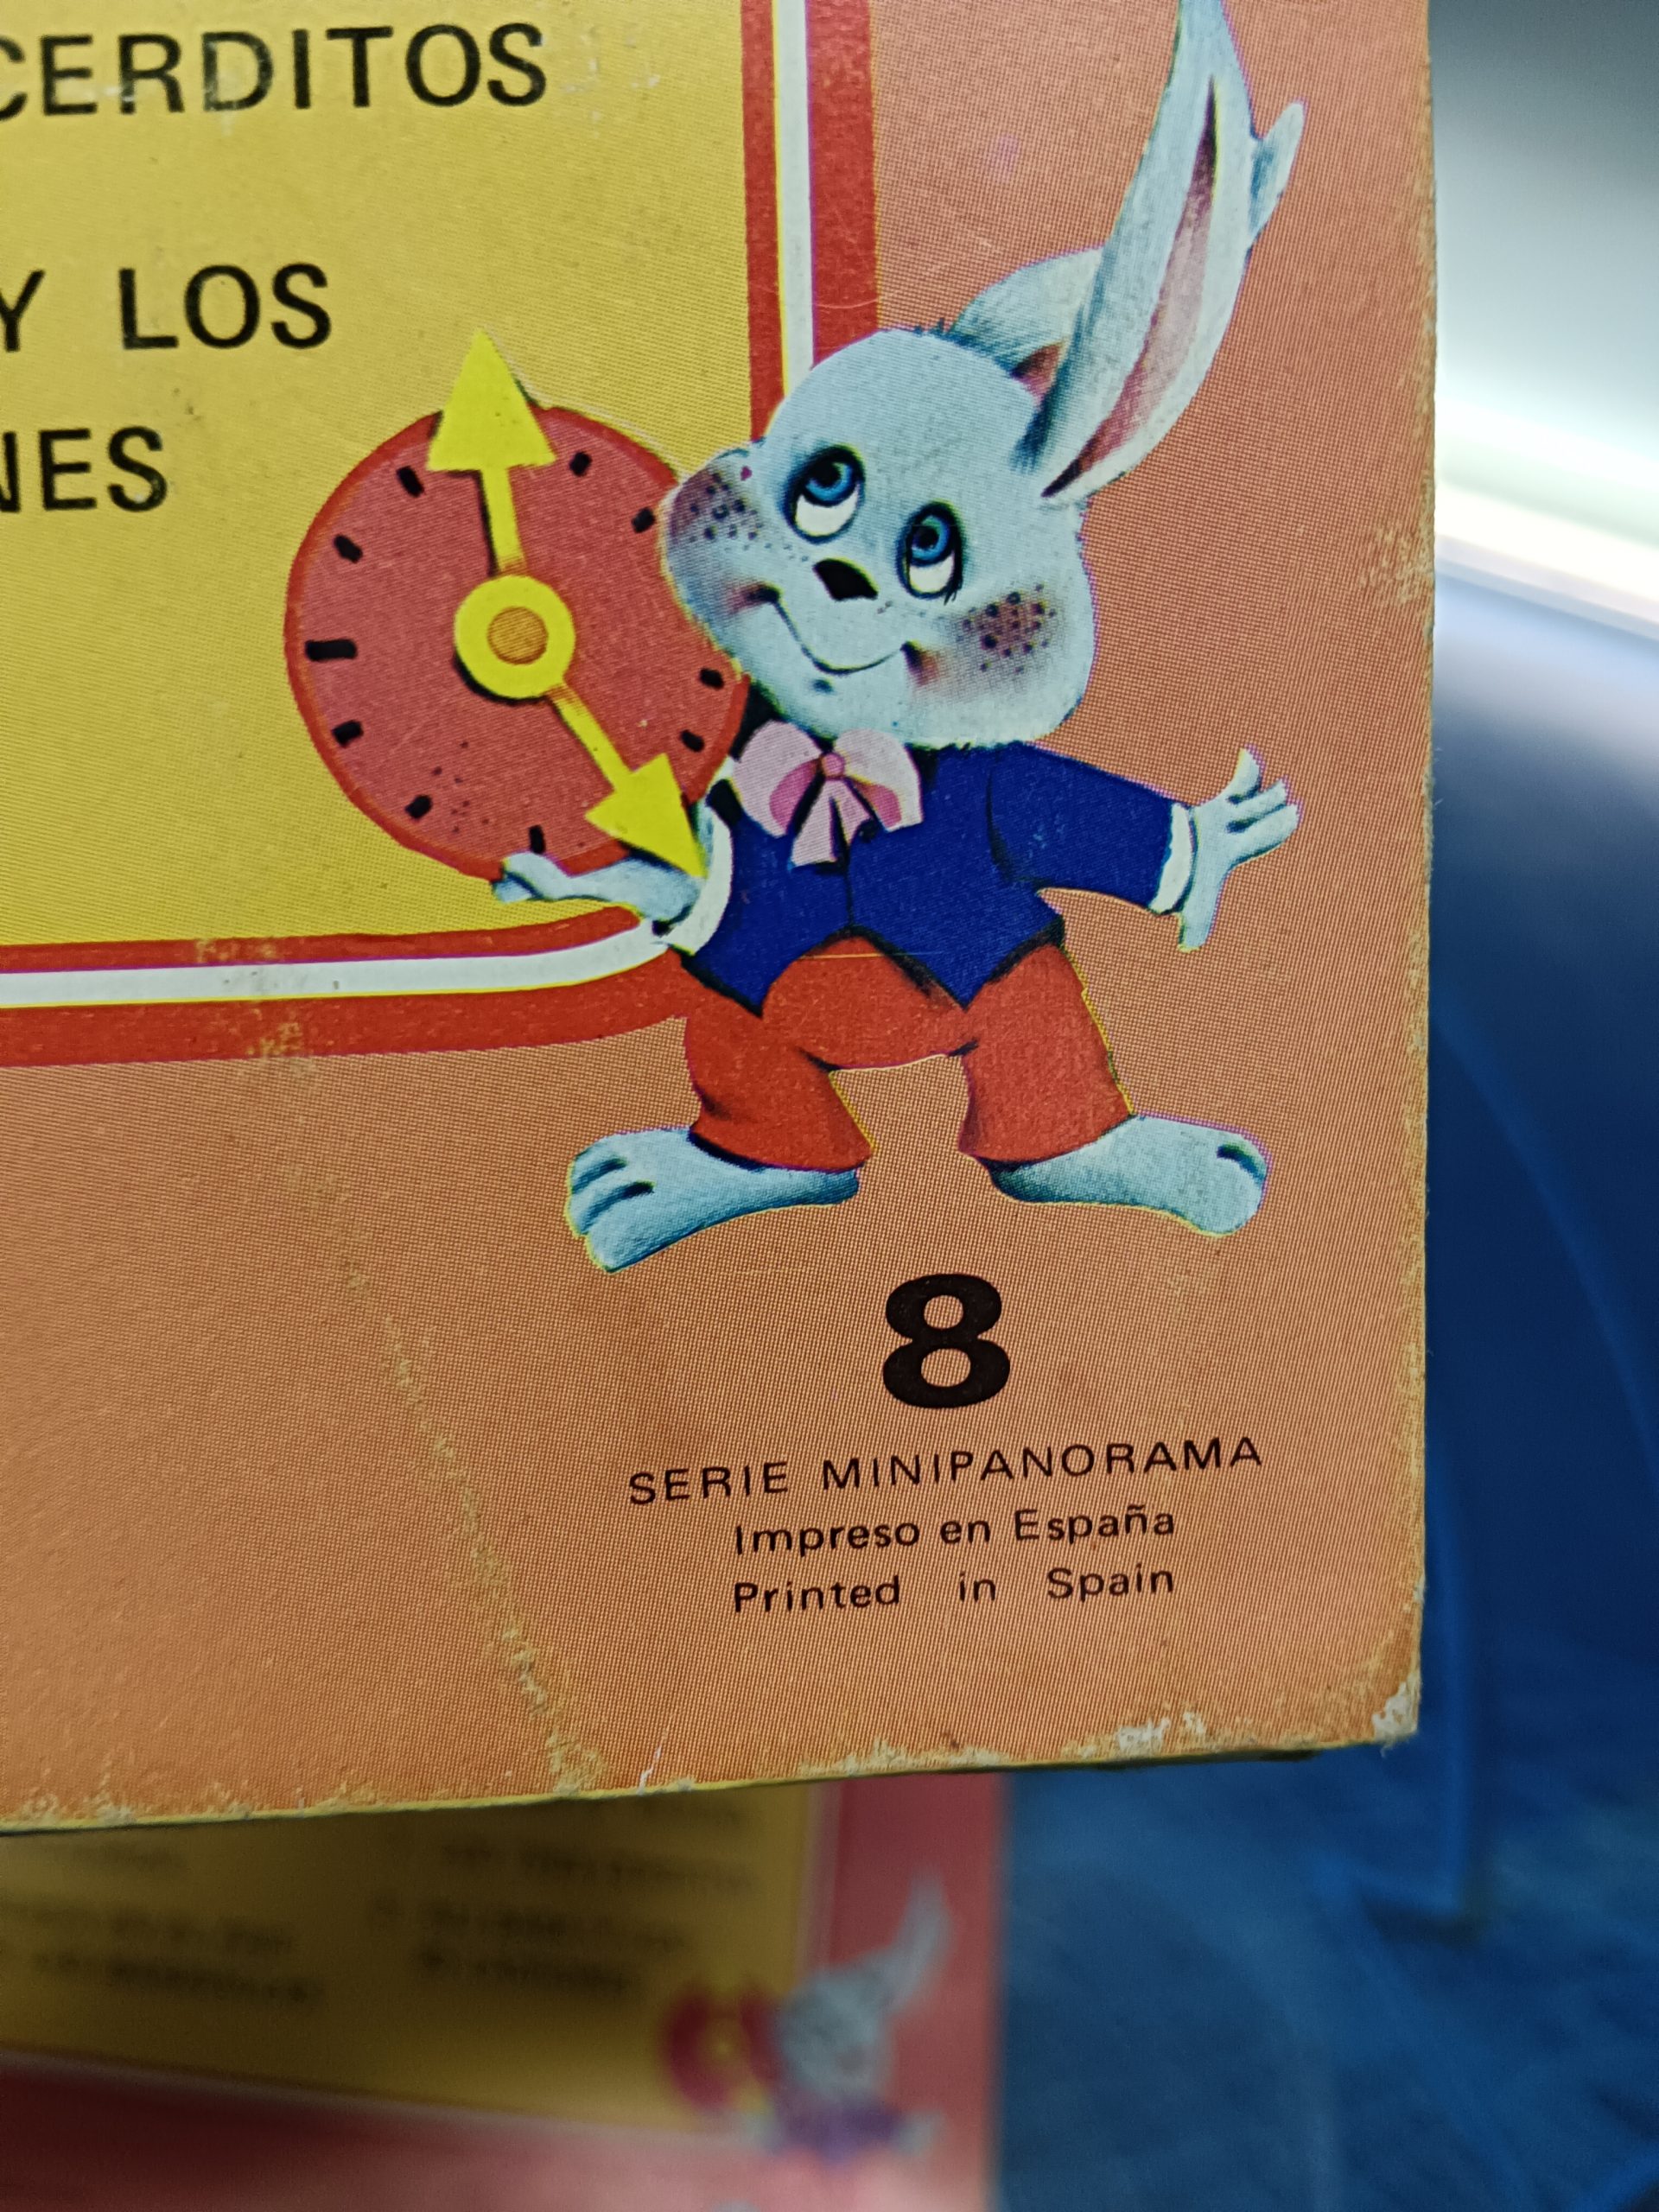 CERDITOS
Y LOS
NES
8
SERIE MINIPANORAMA
Impreso en España
Printed in Spain